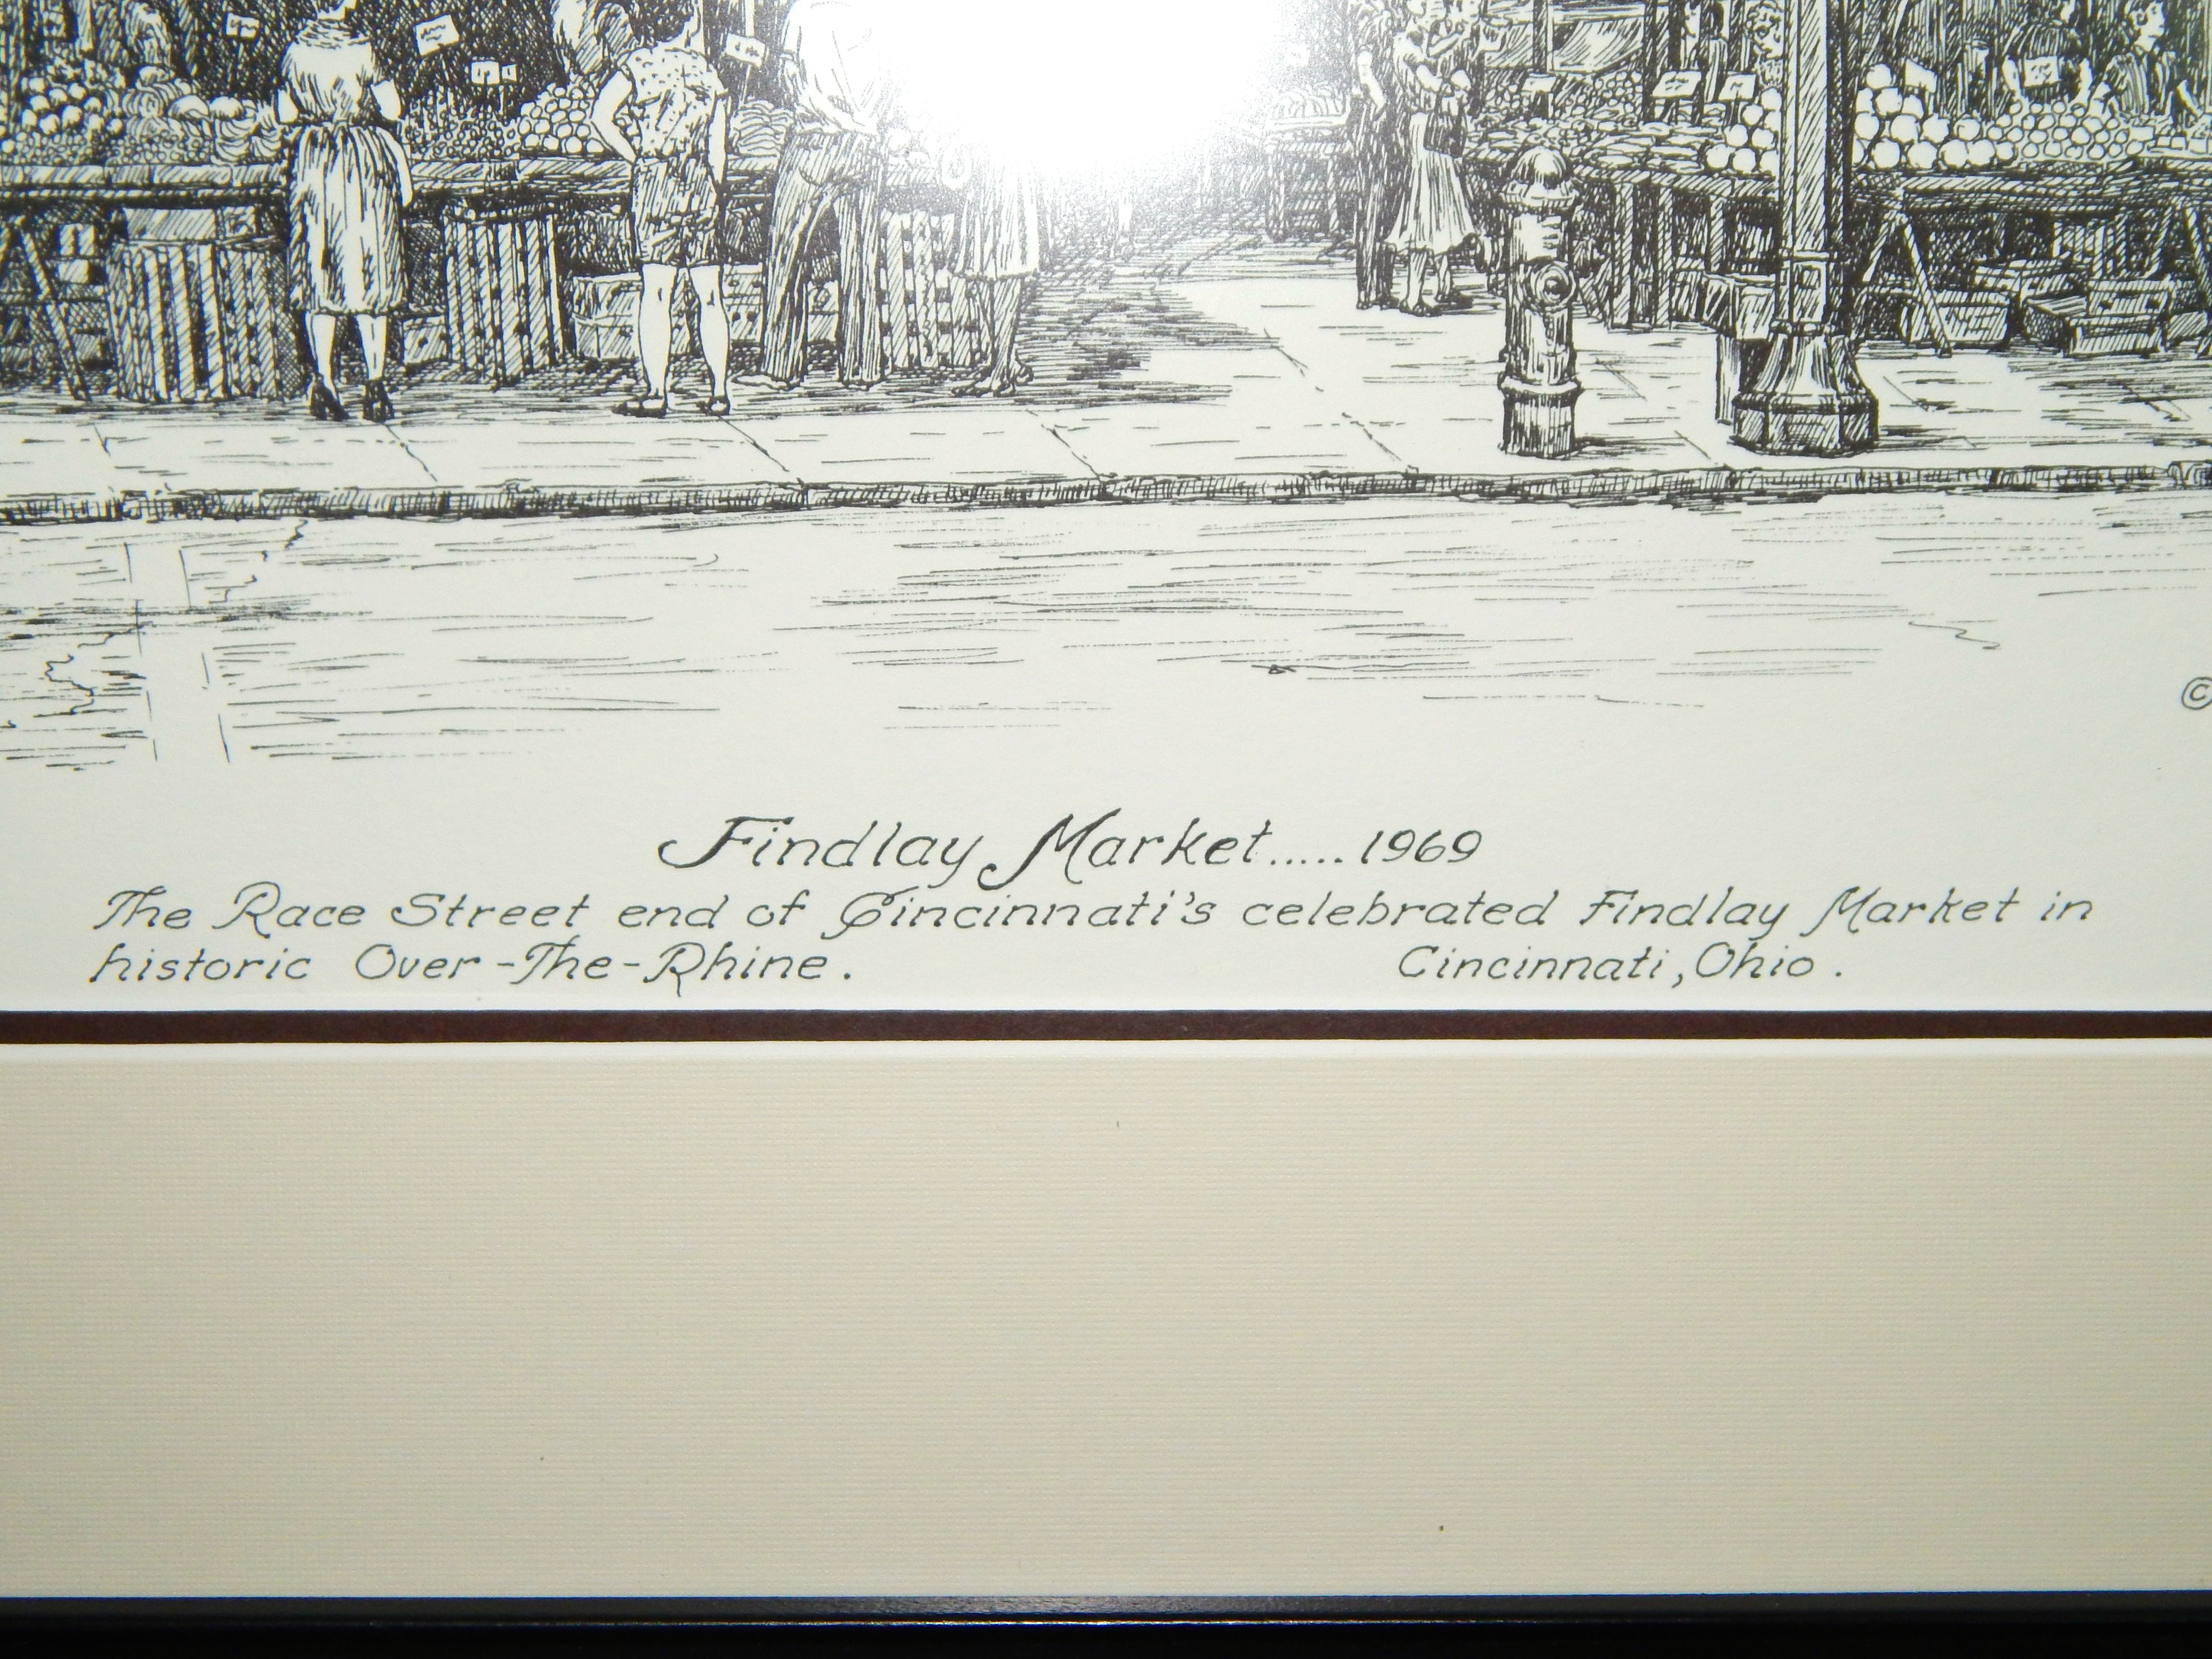 ©
Findlay Market.....1969
The Race Street end of Cincinnati's celebrated Findlay Market in
historic Over-The-Rhine. Cincinnati, Ohio.